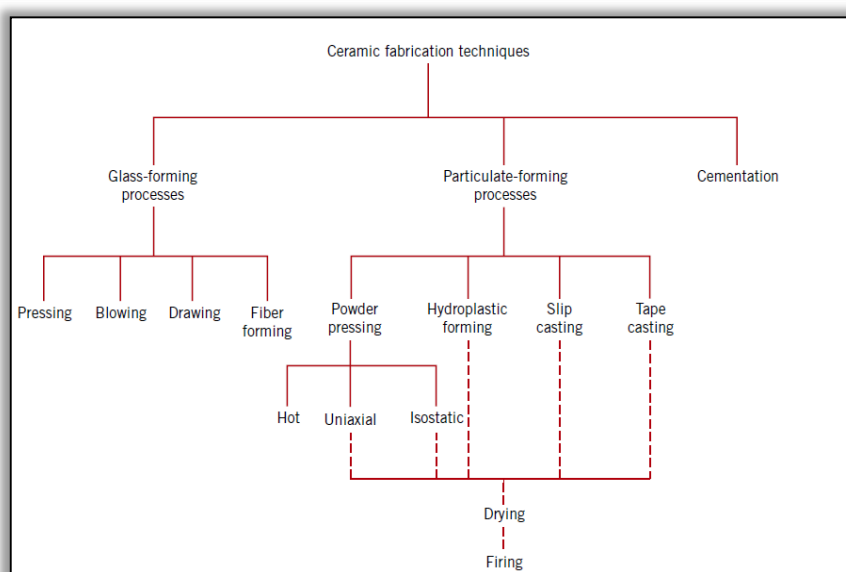 Ceramic fabrication techniques
Glass-forming
processes
Particulate-forming
processes
Cementation
Pressing
Blowing
Drawing
Fiber
forming
Powder
pressing
Hydroplastic
forming
Slip
casting
Tape
casting
Hot
Uniaxial
Isostatic
Drying
Firing